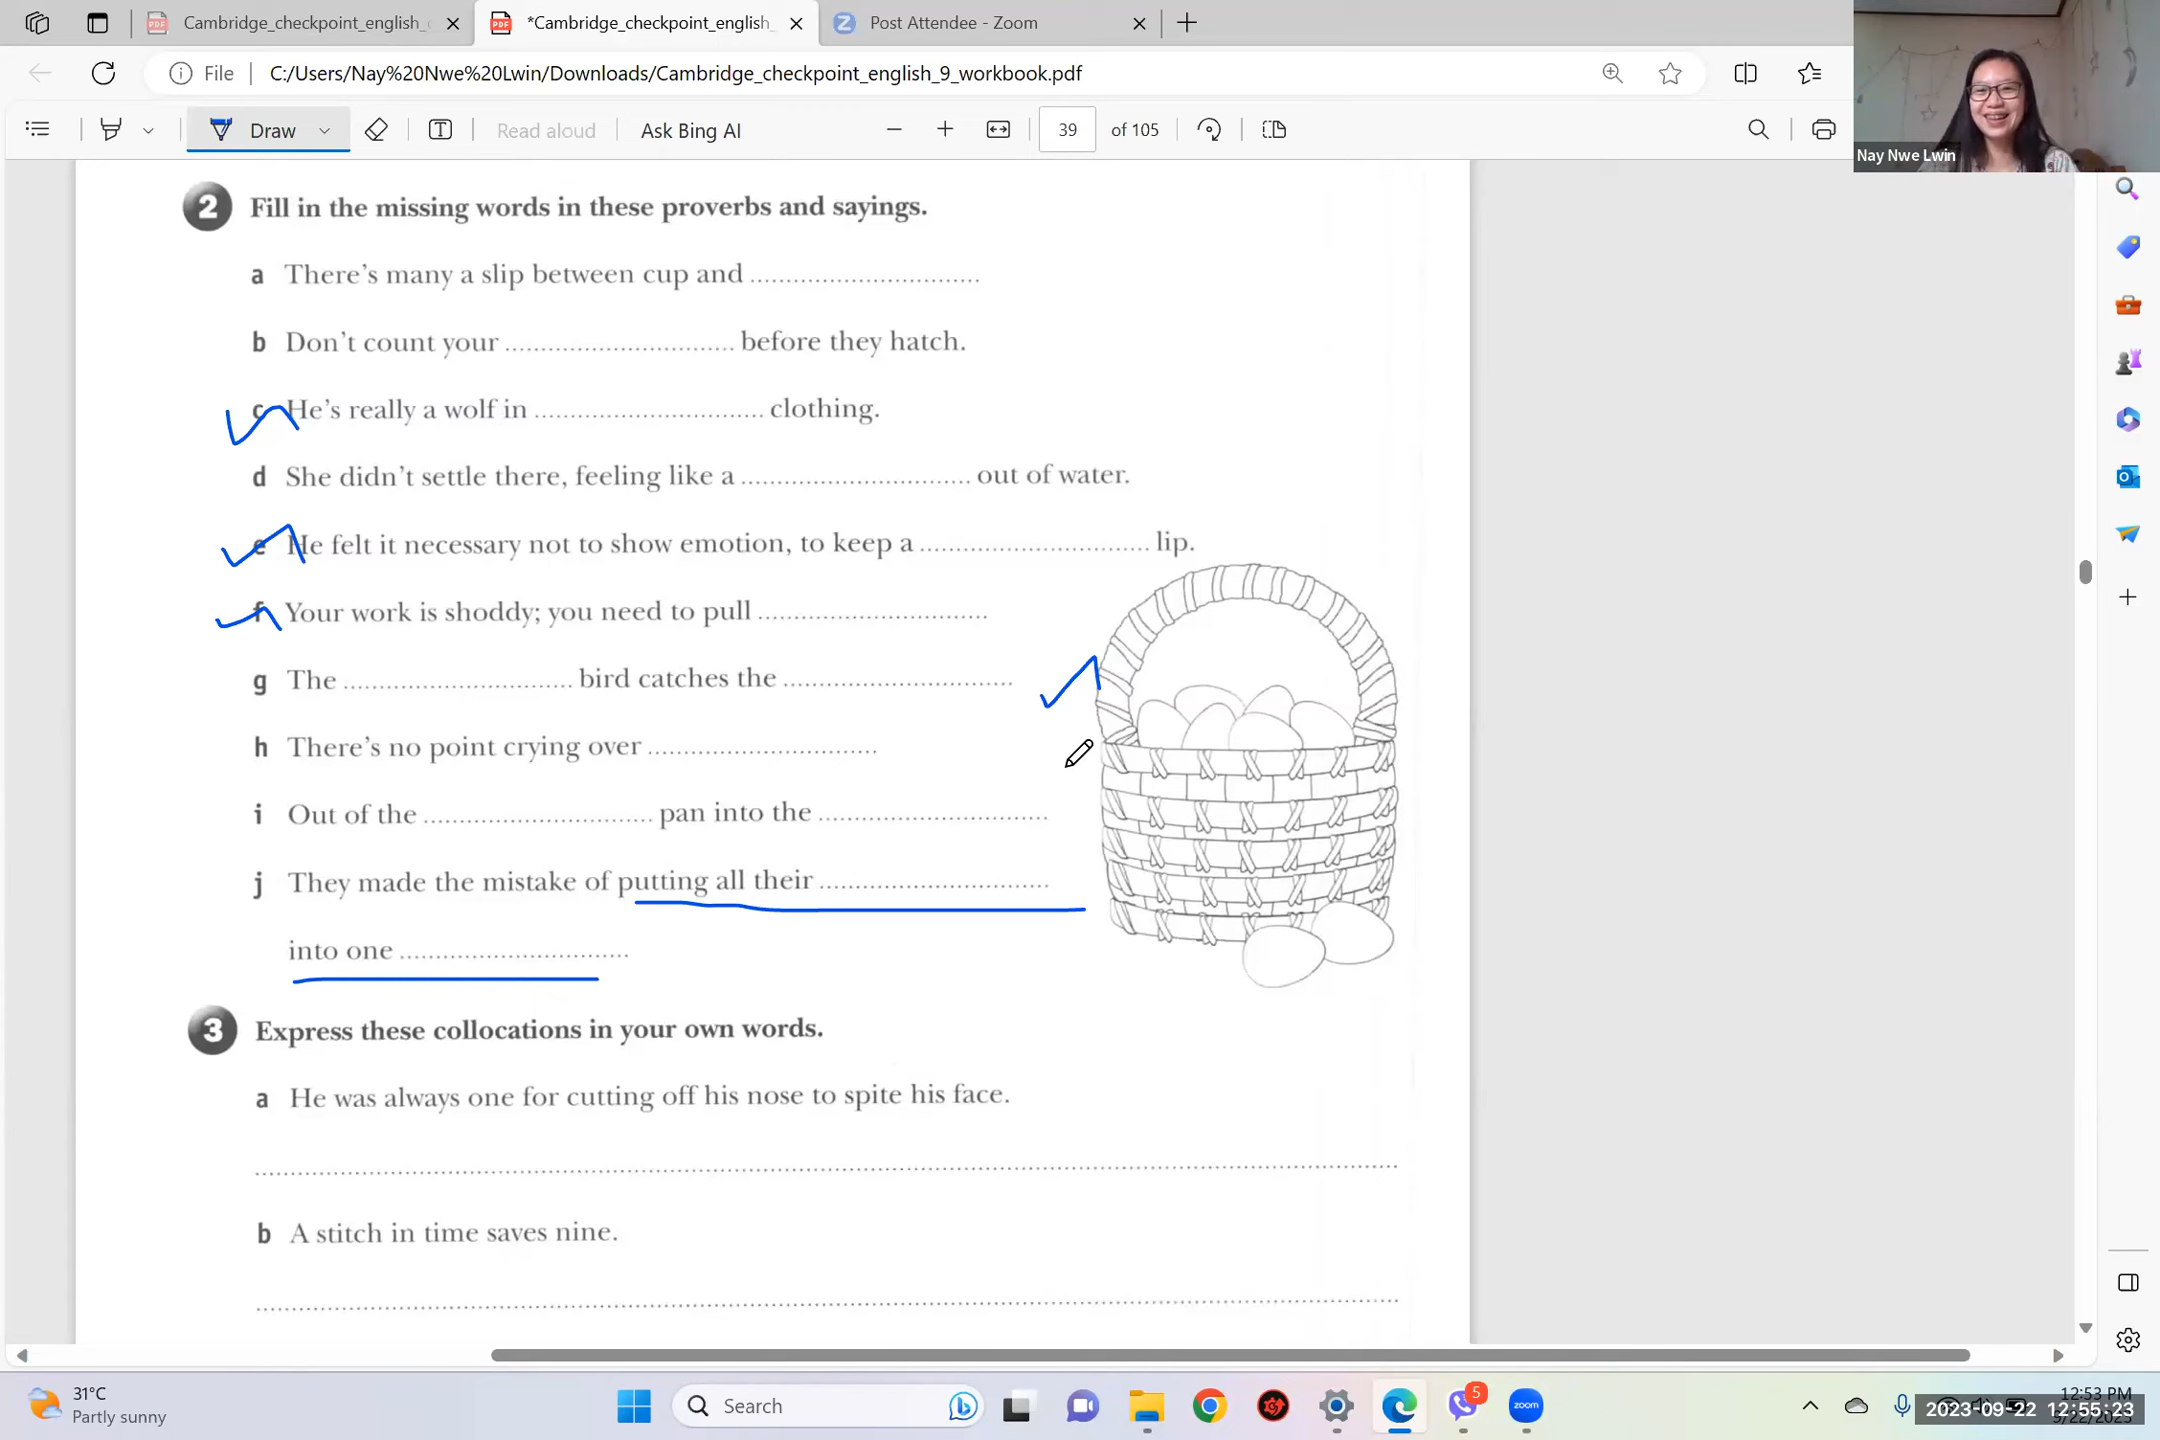 Cambridge_checkpoint_english_
*Cambridge_checkpoint_english_
Post Attendee - Zoom
File
C:/Users/Nay%20Nwe%20Lwin/Downloads/Cambridge_checkpoint_english_9_workbook.pdf
Draw
Read aloud
Ask Bing AI
39
of 105
Nay Nwe Lwin
2 Fill in the missing words in these proverbs and sayings.
a There's many a slip between cup and ................................
b Don't count your ................................ before they hatch.
c He's really a wolf in ................................ clothing.
d She didn't settle there, feeling like a ................................ out of water.
e He felt it necessary not to show emotion, to keep a ................................ lip.
f Your work is shoddy; you need to pull ................................
g The ................................ bird catches the ................................
h There's no point crying over ................................
i Out of the ................................ pan into the ................................
j They made the mistake of putting all their ................................
into one ................................
3 Express these collocations in your own words.
a He was always one for cutting off his nose to spite his face.
b A stitch in time saves nine.
31°C
Partly sunny
Search
5
zoom
12:53 PM
2023-09-22 12:55:23